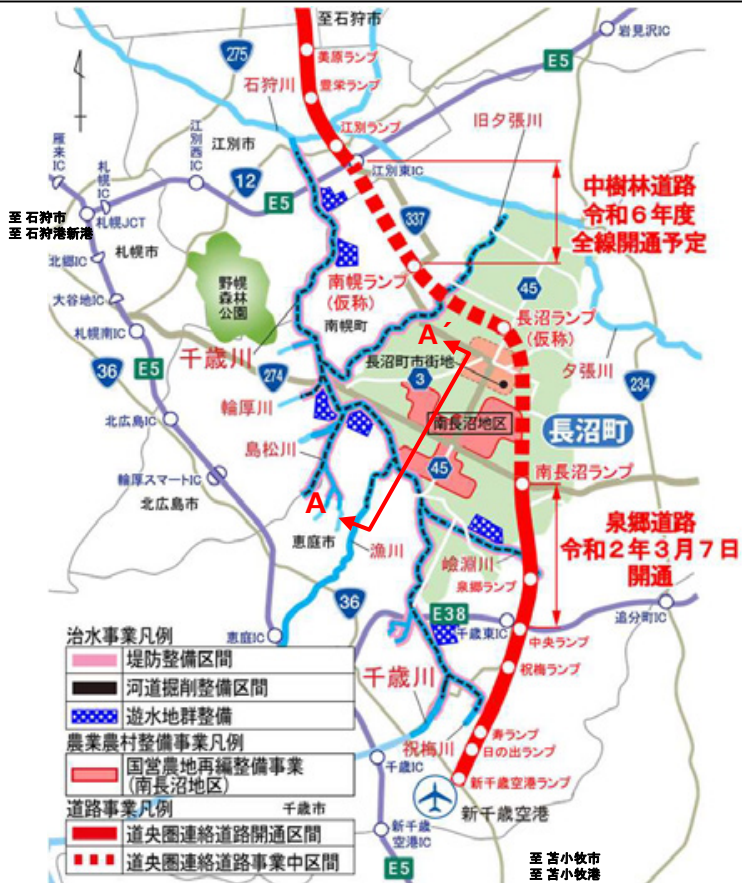 至石狩市
岩見沢IC
275
美原ランプ
E5
石狩川
豊栄ランプ
江別ランプ
旧夕張川
雁来IC
札幌IC
江別西IC
江別市
江別東IC
12
E5
中樹林道路
令和6年度
全線開通予定
337
至 石狩市
至 石狩港新港
札幌JCT
札幌市
北郷IC
野幌
森林
公園
南幌ランプ
(仮称)
45
大谷地IC
南幌町
長沼ランプ
(仮称)
札幌南IC
千歳川
A´
長沼町市街地
夕張川
36
E5
274
3
234
輪厚川
南長沼地区
長沼町
北広島IC
島松川
45
輪厚スマートIC
南長沼ランプ
北広島市
A
恵庭市
漁川
泉郷道路
令和2年3月7日
開通
嶮淵川
泉郷ランプ
36
E38
追分町IC
恵庭IC
千歳東IC
中央ランプ
治水事業凡例
堤防整備区間
河道掘削整備区間
遊水地群整備
千歳川
祝梅ランプ
農業農村整備事業凡例
国営農地再編整備事業
(南長沼地区)
祝梅川
寿ランプ
日の出ランプ
千歳IC
新千歳空港ランプ
道路事業凡例
千歳市
新千歳空港
道央圏連絡道路開通区間
新千歳
空港IC
道央圏連絡道路事業中区間
E5
至 苫小牧市
至 苫小牧港